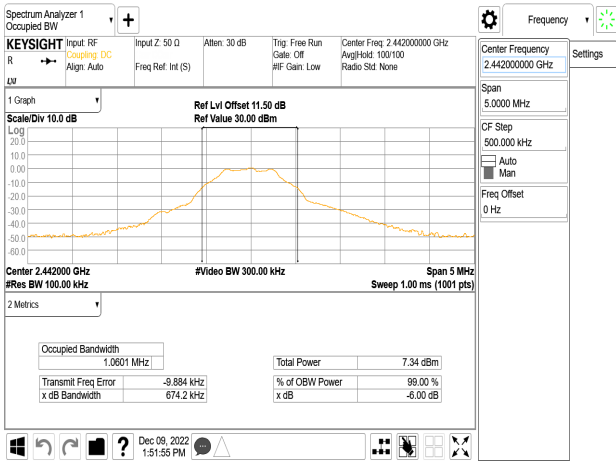 Spectrum Analyzer 1
Occupied BW
Frequency
KEYSIGHT
R
LXI
Input: RF
Coupling: DC
Align: Auto
Input Z: 50 Ω
Freq Ref: Int (S)
Atten: 30 dB
Trig: Free Run
Gate: Off
#IF Gain: Low
Center Freq: 2.442000000 GHz
Avg|Hold: 100/100
Radio Std: None
Center Frequency
2.442000000 GHz
Settings
Span
5.0000 MHz
CF Step
500.000 kHz
Auto
Man
Freq Offset
0 Hz
1 Graph
Scale/Div 10.0 dB
Ref Lvl Offset 11.50 dB
Ref Value 30.00 dBm
Log
20.0
10.0
0.00
-10.0
-20.0
-30.0
-40.0
-50.0
-60.0
Center 2.442000 GHz
#Video BW 300.00 kHz
Span 5 MHz
#Res BW 100.00 kHz
Sweep 1.00 ms (1001 pts)
2 Metrics
Occupied Bandwidth
1.0601 MHz
Total Power 7.34 dBm
Transmit Freq Error -9.884 kHz
% of OBW Power 99.00 %
x dB Bandwidth 674.2 kHz
x dB -6.00 dB
Dec 09, 2022
1:51:55 PM